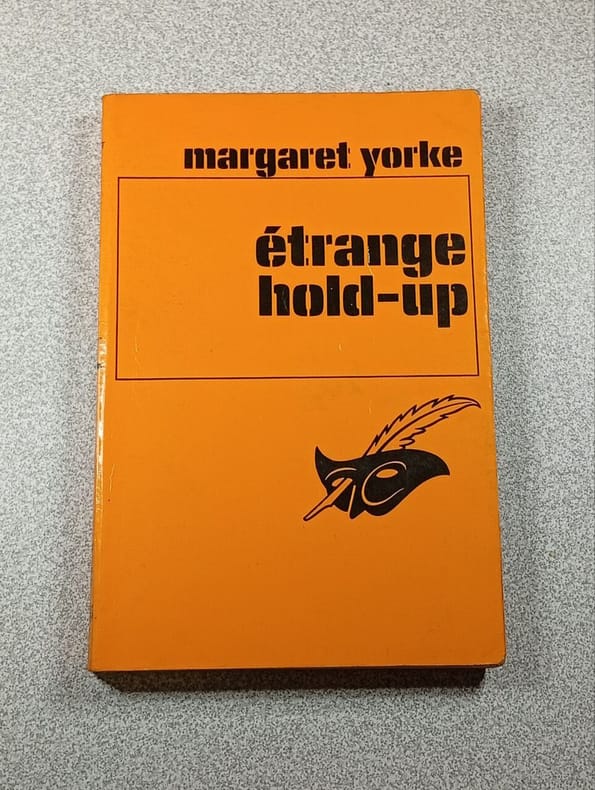 margaret yorke
étrange
hold-up